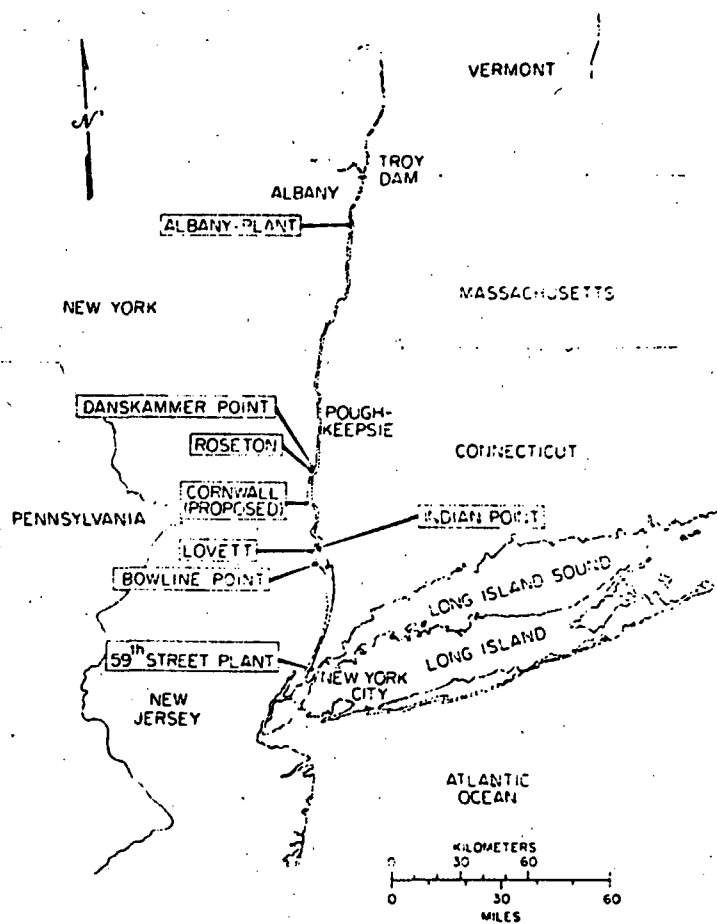 VERMONT
N
TROY
DAM
ALBANY
ALBANY-PLANT
MASSACHUSETTS
NEW YORK
DANSKAMMER POINT
POUGH-
KEEPSIE
ROSETON
CONNECTICUT
CORNWALL
(PROPOSED)
PENNSYLVANIA
INDIAN POINT
LOVETT
BOWLINE POINT
LONG ISLAND SOUND
LONG ISLAND
59th STREET PLANT
NEW YORK
CITY
NEW
JERSEY
ATLANTIC
OCEAN
KILOMETERS
0 30 60
0 30 60
MILES